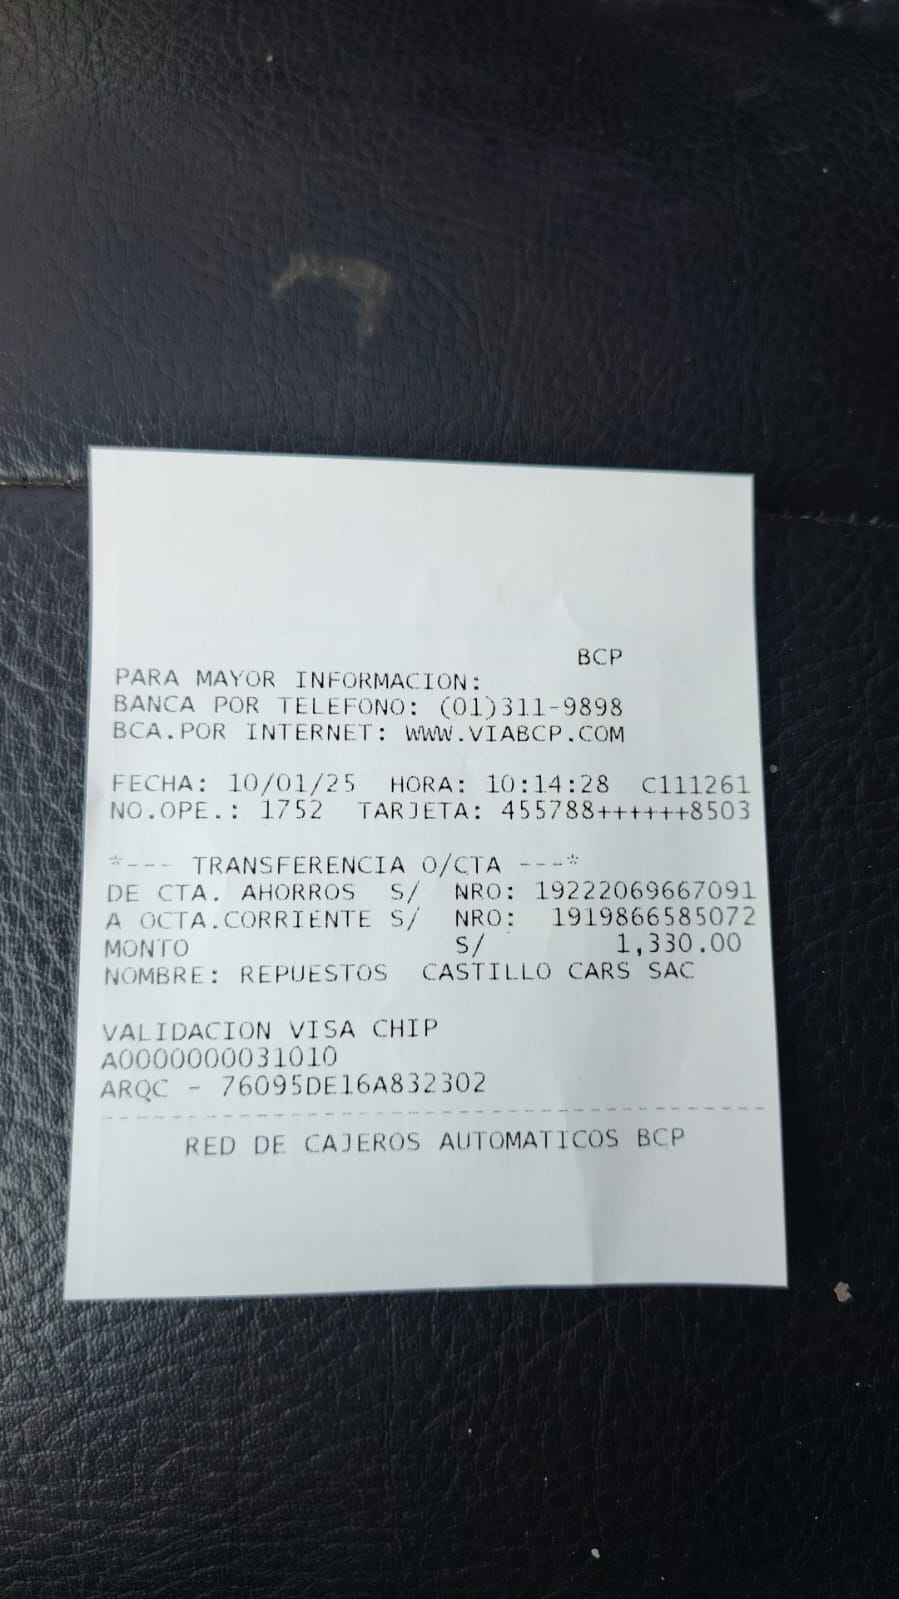 BCP
PARA MAYOR INFORMACION:
BANCA POR TELEFONO: (01)311-9898
BCA.POR INTERNET: WWW.VIABCP.COM
FECHA: 10/01/25 HORA: 10:14:28 C111261
NO.OPE.: 1752 TARJETA: 455788++++++8503
*--- TRANSFERENCIA O/CTA ---*
DE CTA. AHORROS S/ NRO: 19222069667091
A OCTA.CORRIENTE S/ NRO: 1919866585072
MONTO S/ 1,330.00
NOMBRE: REPUESTOS CASTILLO CARS SAC
VALIDACION VISA CHIP
A0000000031010
ARQC - 76095DE16A832302
----------------------------------------
RED DE CAJEROS AUTOMATICOS BCP